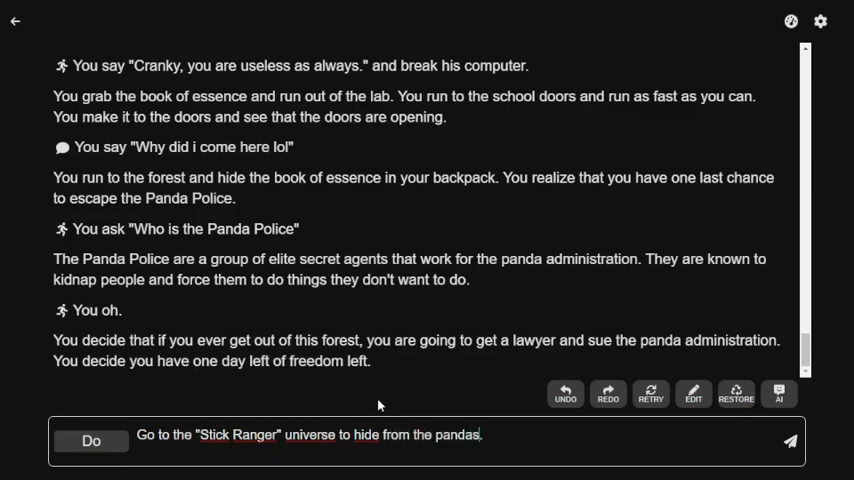 You say "Cranky, you are useless as always." and break his computer.
You grab the book of essence and run out of the lab. You run to the school doors and run as fast as you can.
You make it to the doors and see that the doors are opening.
You say "Why did i come here lol"
You run to the forest and hide the book of essence in your backpack. You realize that you have one last chance
to escape the Panda Police.
You ask "Who is the Panda Police"
The Panda Police are a group of elite secret agents that work for the panda administration. They are known to
kidnap people and force them to do things they don't want to do.
You oh.
You decide that if you ever get out of this forest, you are going to get a lawyer and sue the panda administration.
You decide you have one day left of freedom left.
UNDO REDO RETRY EDIT RESTORE AI
Do Go to the "Stick Ranger" universe to hide from the pandas.